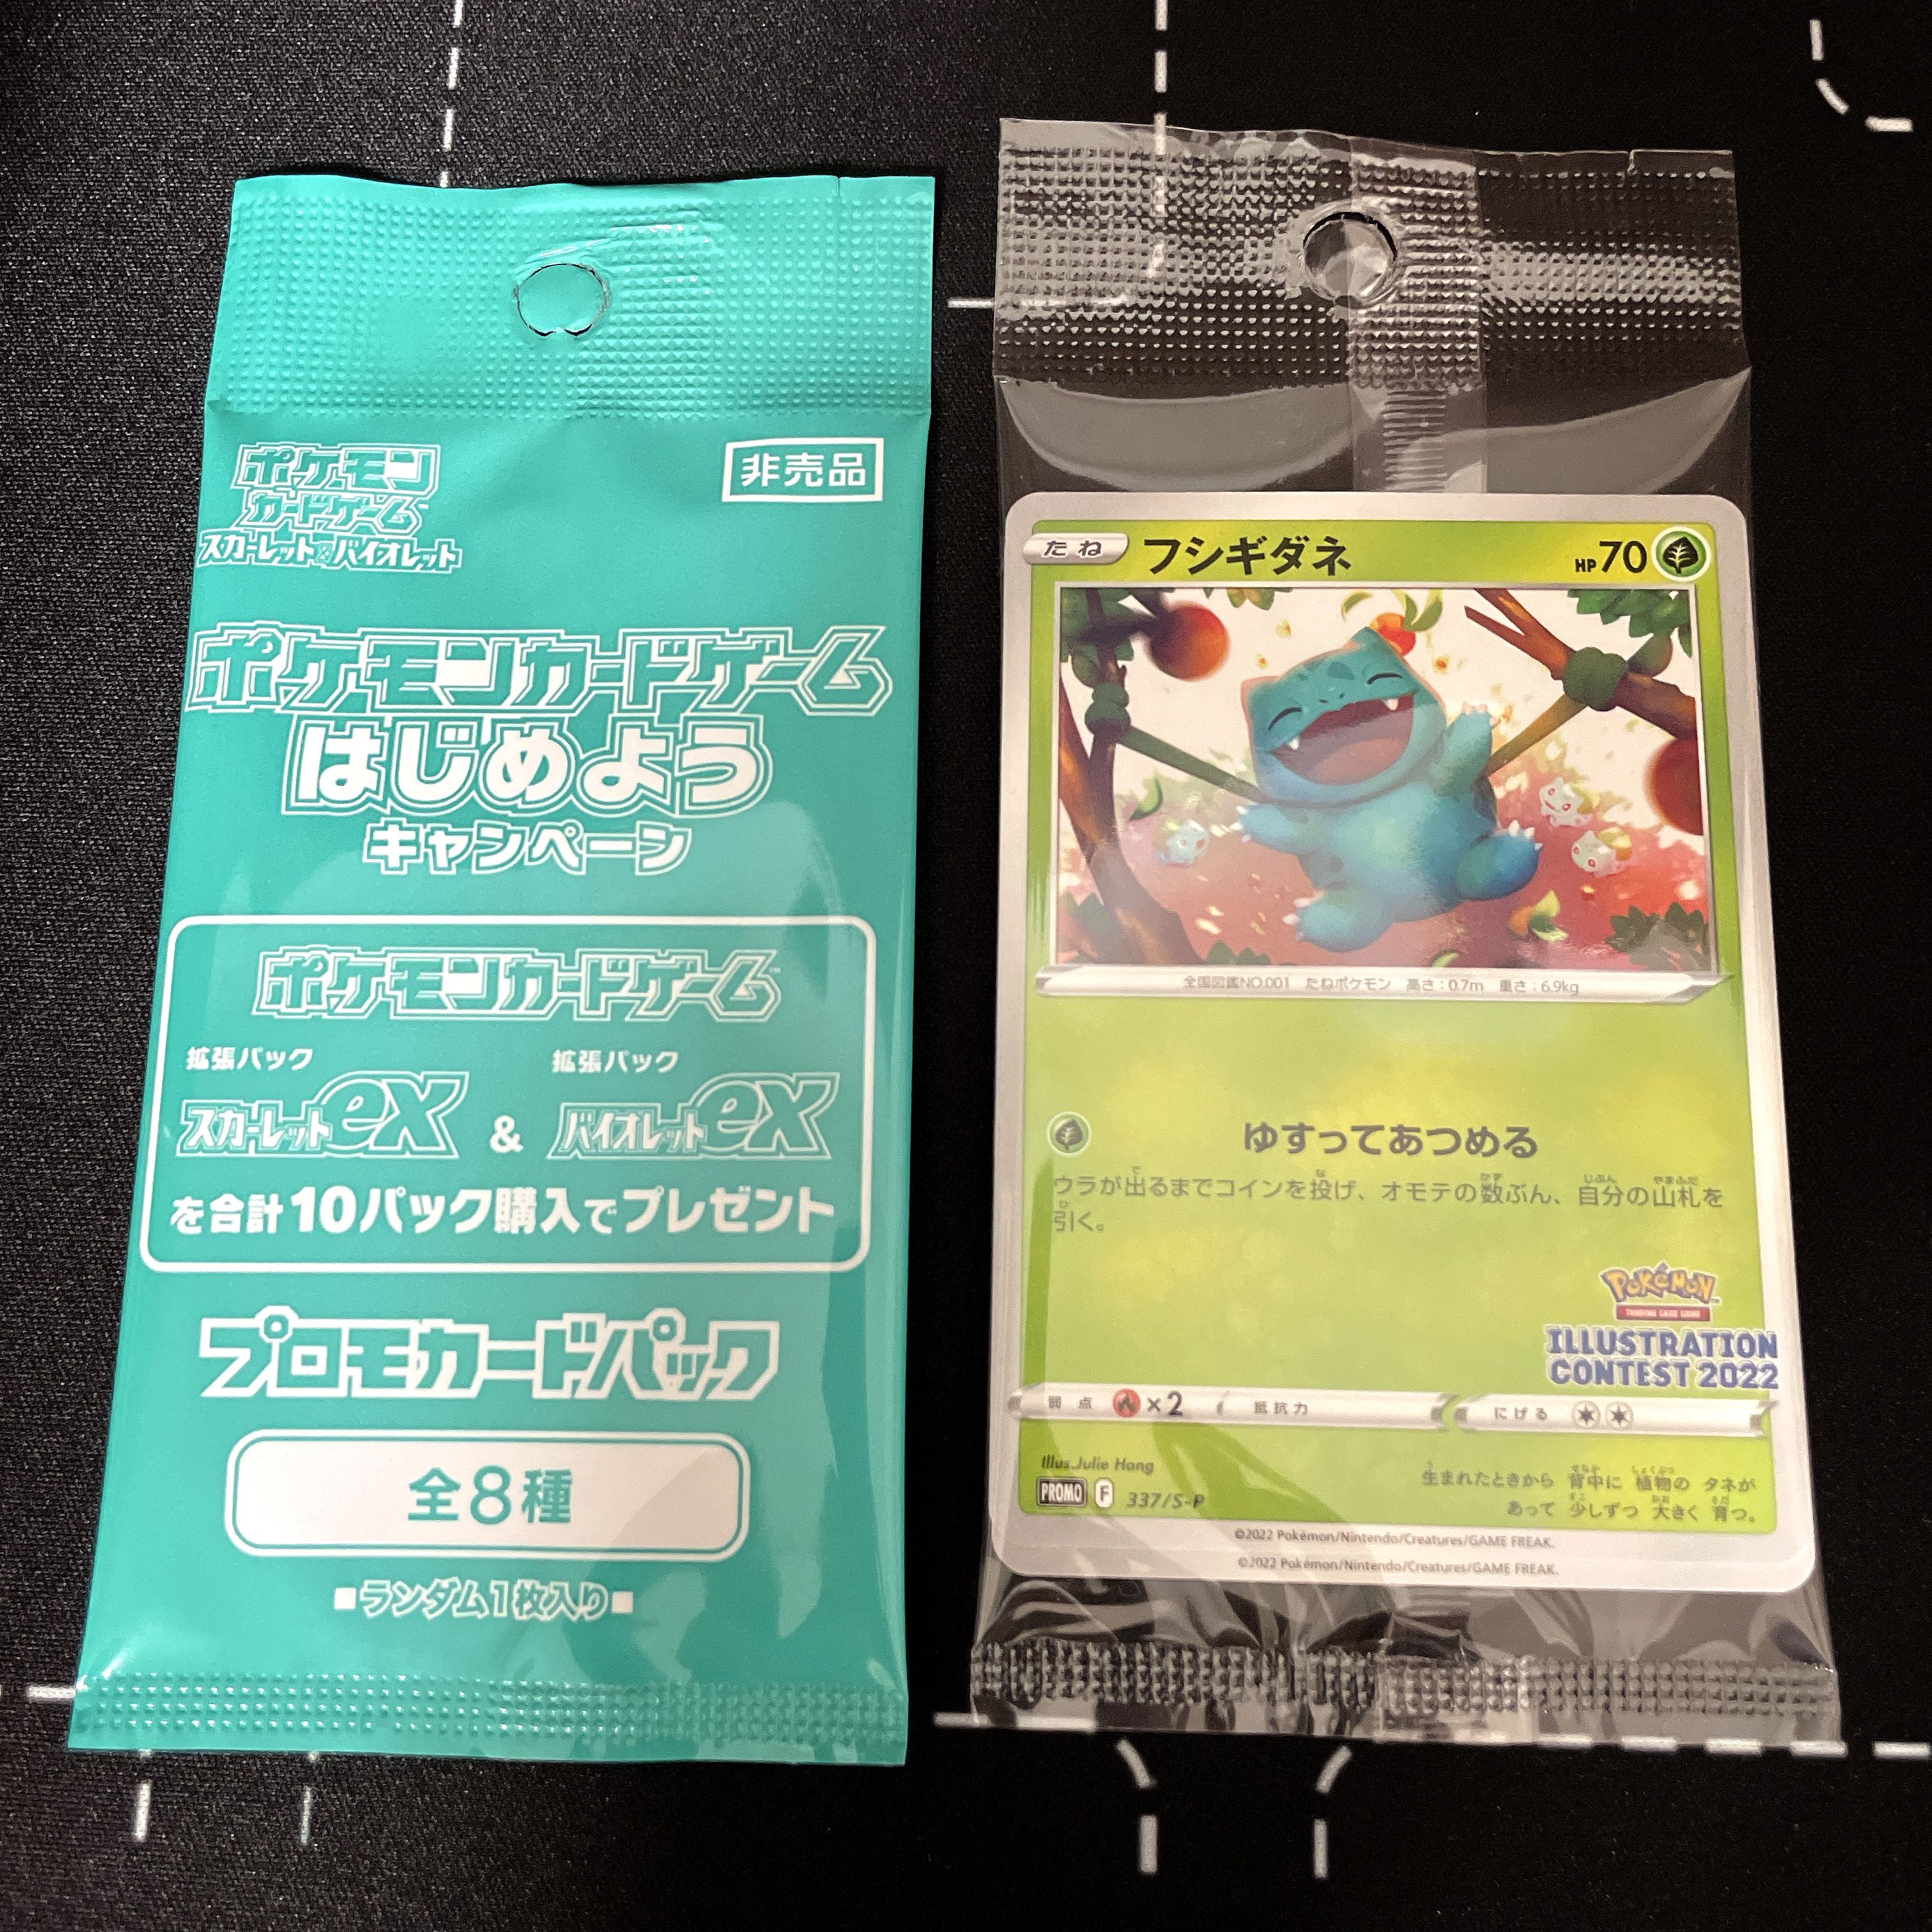 ポケモン
カードゲーム
スカーレット&バイオレット
非売品
ポケモンカードゲーム
はじめよう
キャンペーン
ポケモンカードゲーム™
拡張パック
スカーレットex
&
拡張パック
バイオレットex
を合計10パック購入でプレゼント
プロモカードパック
全8種
■ランダム1枚入り■
たね フシギダネ HP70
全国図鑑NO.001 たねポケモン 高さ:0.7m 重さ:6.9kg
ゆすってあつめる
ウラが出るまでコインを投げ、オモテの数ぶん、自分の山札を
引く。
Pokémon
TRADING CARD GAME
ILLUSTRATION
CONTEST 2022
弱点 ×2 抵抗力 にげる
Illus.Julie Hang
PROMO F 337/S-P
生まれたときから 背中に 植物の タネが
あって 少しずつ 大きく 育つ。
©2022 Pokémon/Nintendo/Creatures/GAME FREAK.
©2022 Pokémon/Nintendo/Creatures/GAME FREAK.